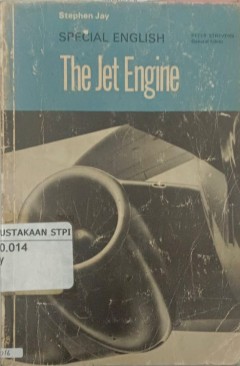 Stephen Jay
SPECIAL ENGLISH
The Jet Engine
USTAKAAN STPI
0.014
y